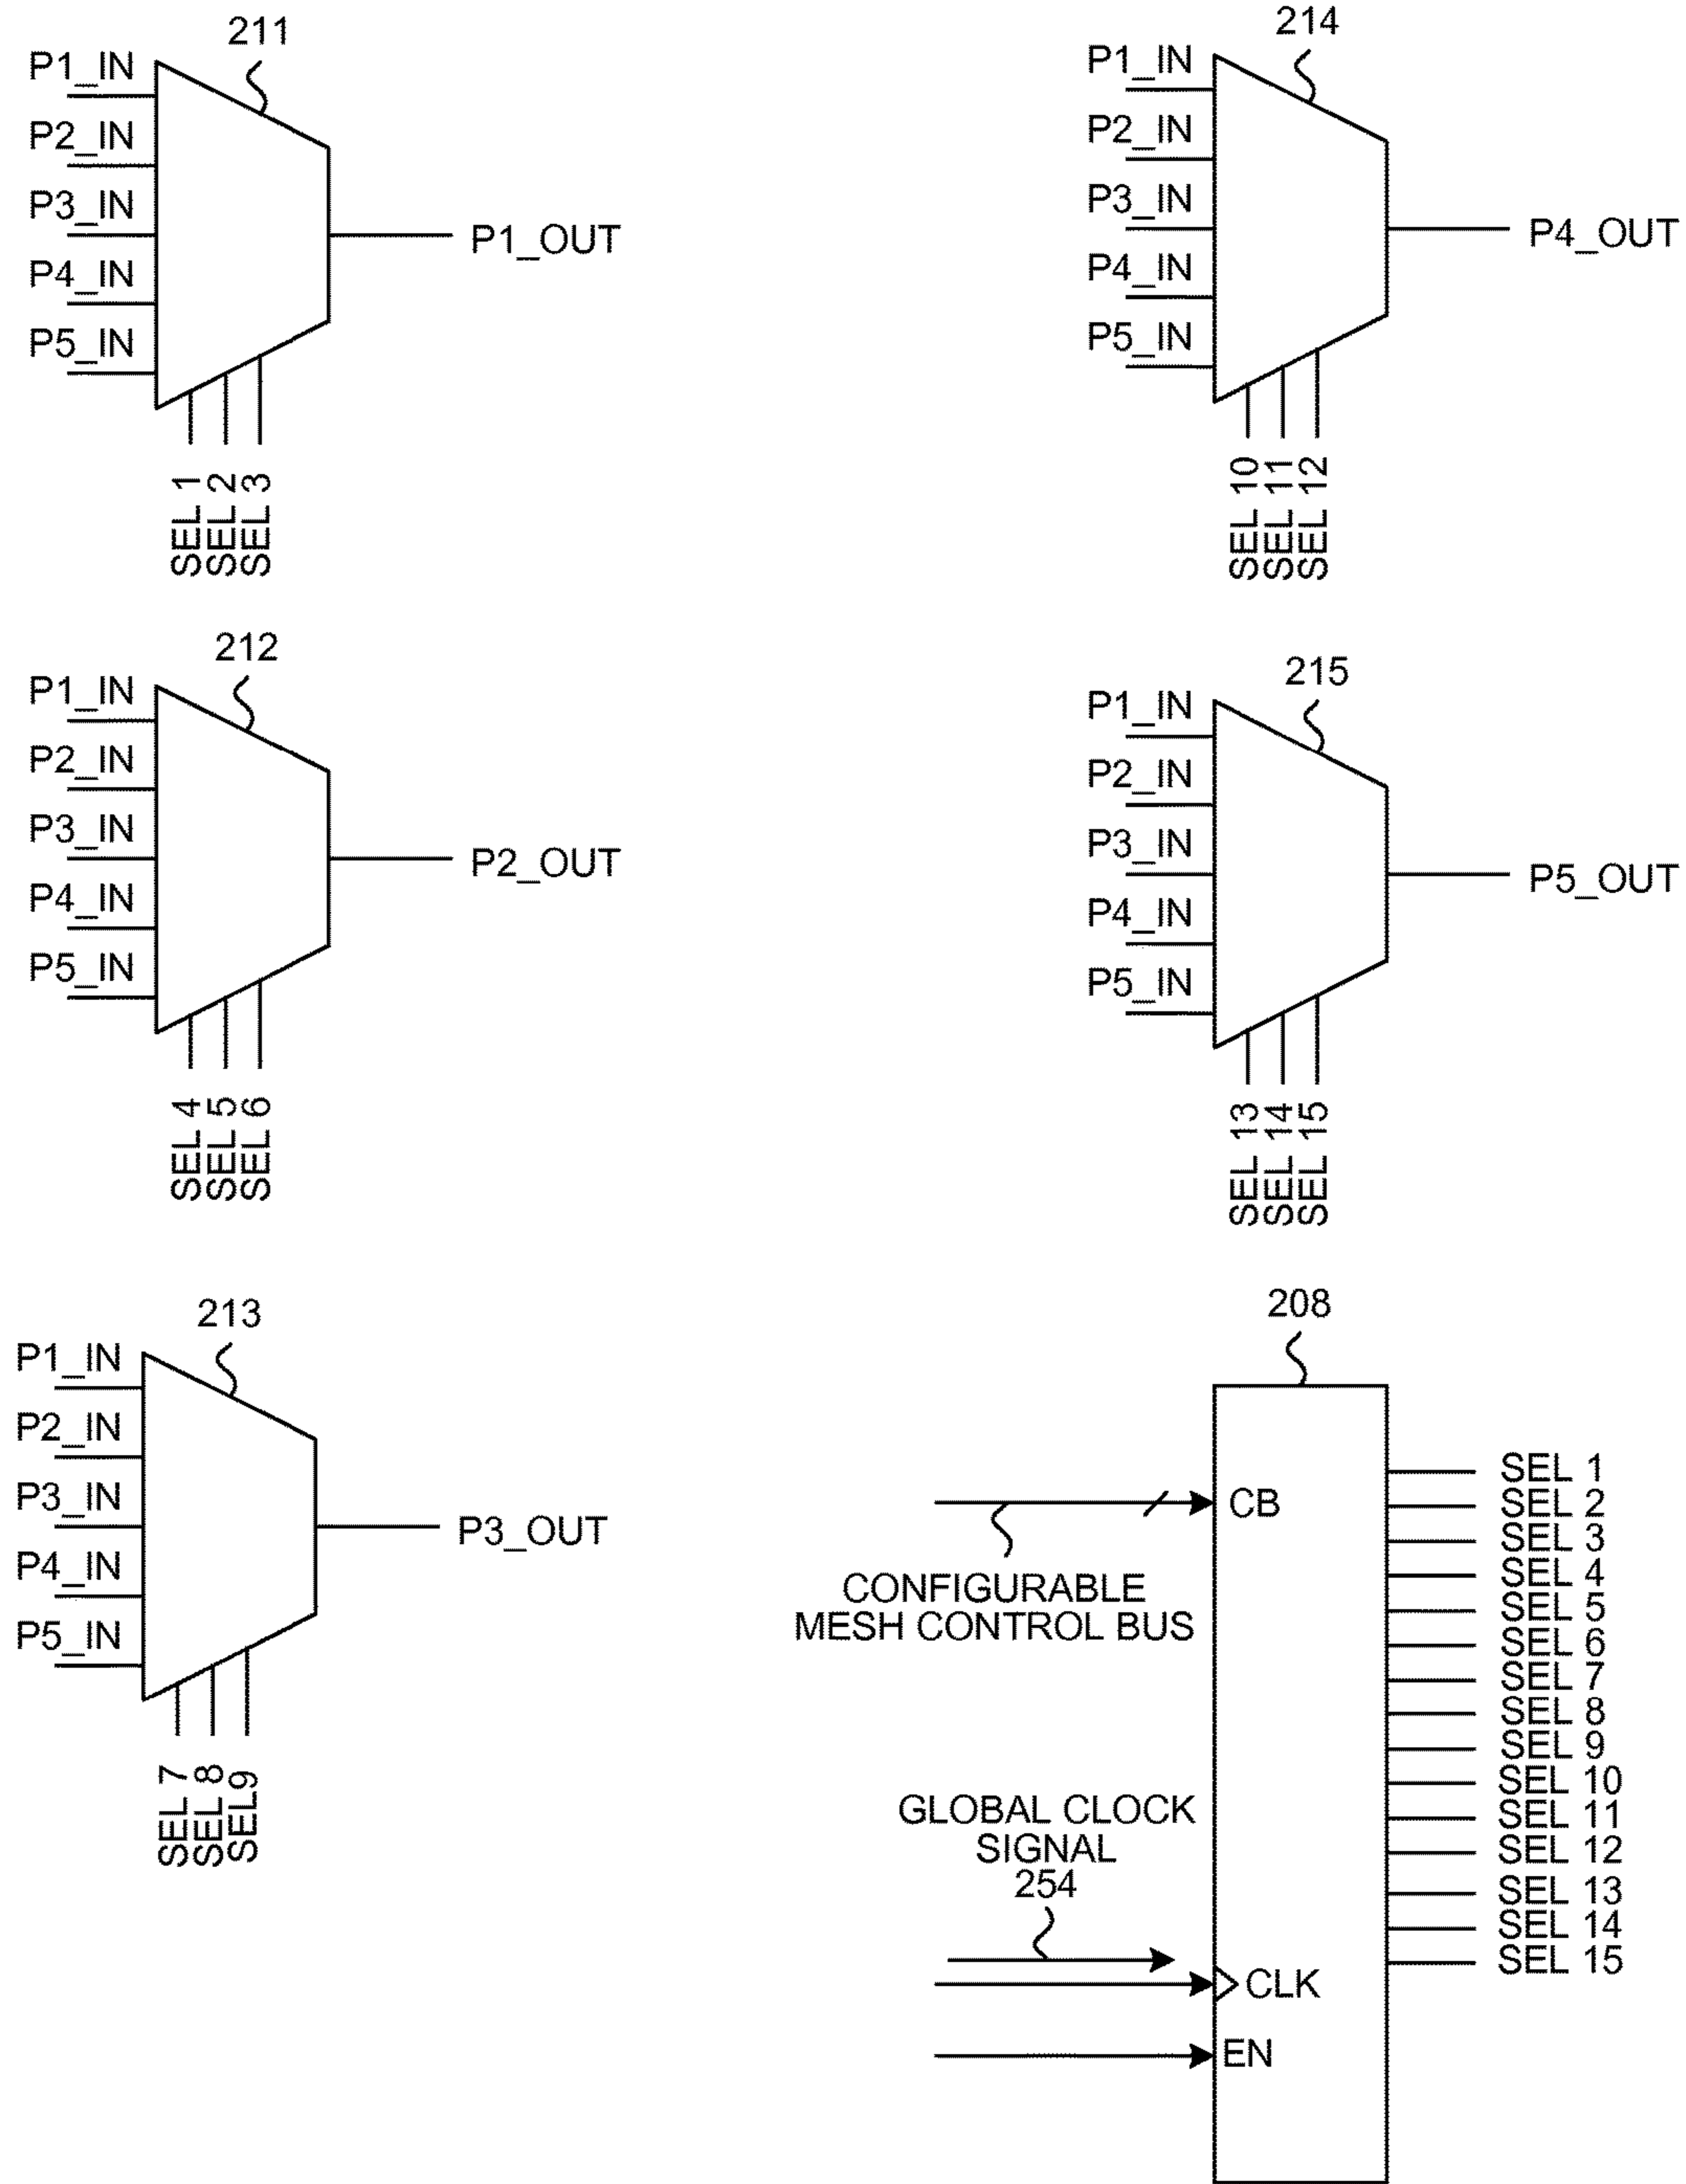 211
P1_IN
P2_IN
P3_IN
P4_IN
P5_IN
P1_OUT
SEL 1
SEL 2
SEL 3
214
P1_IN
P2_IN
P3_IN
P4_IN
P5_IN
P4_OUT
SEL 10
SEL 11
SEL 12
212
P1_IN
P2_IN
P3_IN
P4_IN
P5_IN
P2_OUT
SEL 4
SEL 5
SEL 6
215
P1_IN
P2_IN
P3_IN
P4_IN
P5_IN
P5_OUT
SEL 13
SEL 14
SEL 15
213
P1_IN
P2_IN
P3_IN
P4_IN
P5_IN
P3_OUT
SEL 7
SEL 8
SEL9
208
CB
CONFIGURABLE
MESH CONTROL BUS
GLOBAL CLOCK
SIGNAL
254
CLK
EN
SEL 1
SEL 2
SEL 3
SEL 4
SEL 5
SEL 6
SEL 7
SEL 8
SEL 9
SEL 10
SEL 11
SEL 12
SEL 13
SEL 14
SEL 15